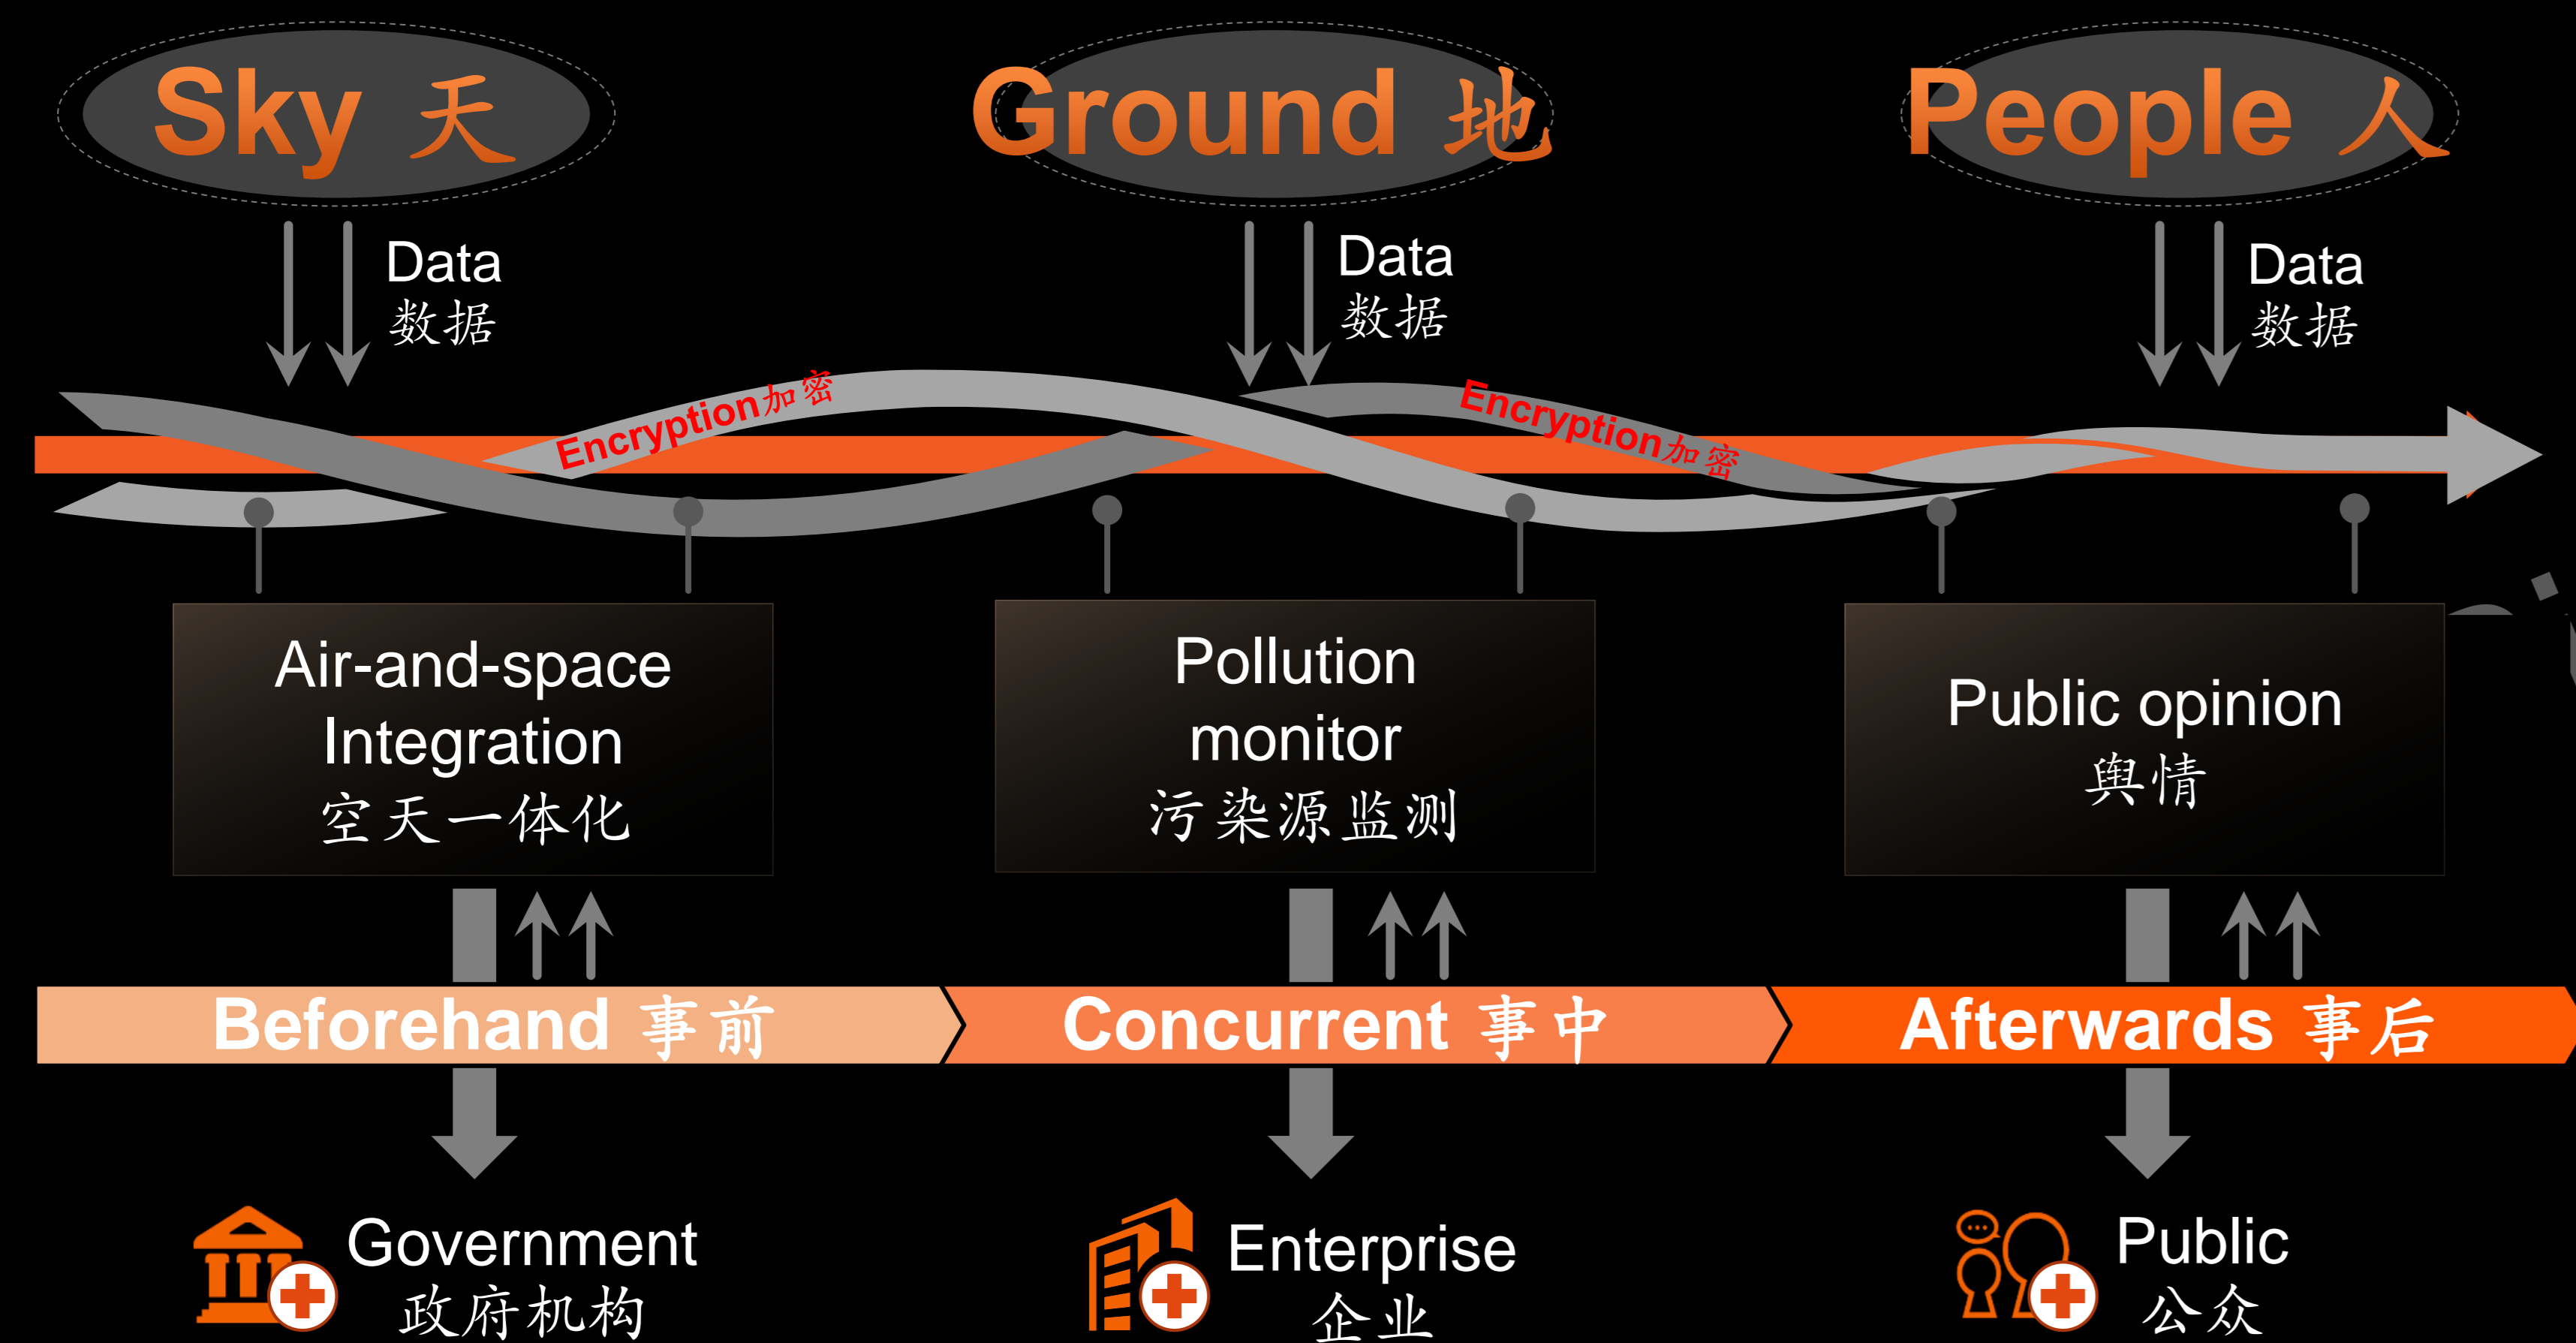 Sky 天
Ground 地
People 人
Data
数据
Data
数据
Data
数据
Encryption加密
Encryption加密
Air-and-space
Integration
空天一体化
Pollution
monitor
污染源监测
Public opinion
舆情
Beforehand 事前
Concurrent 事中
Afterwards 事后
Government
政府机构
Enterprise
企业
Public
公众